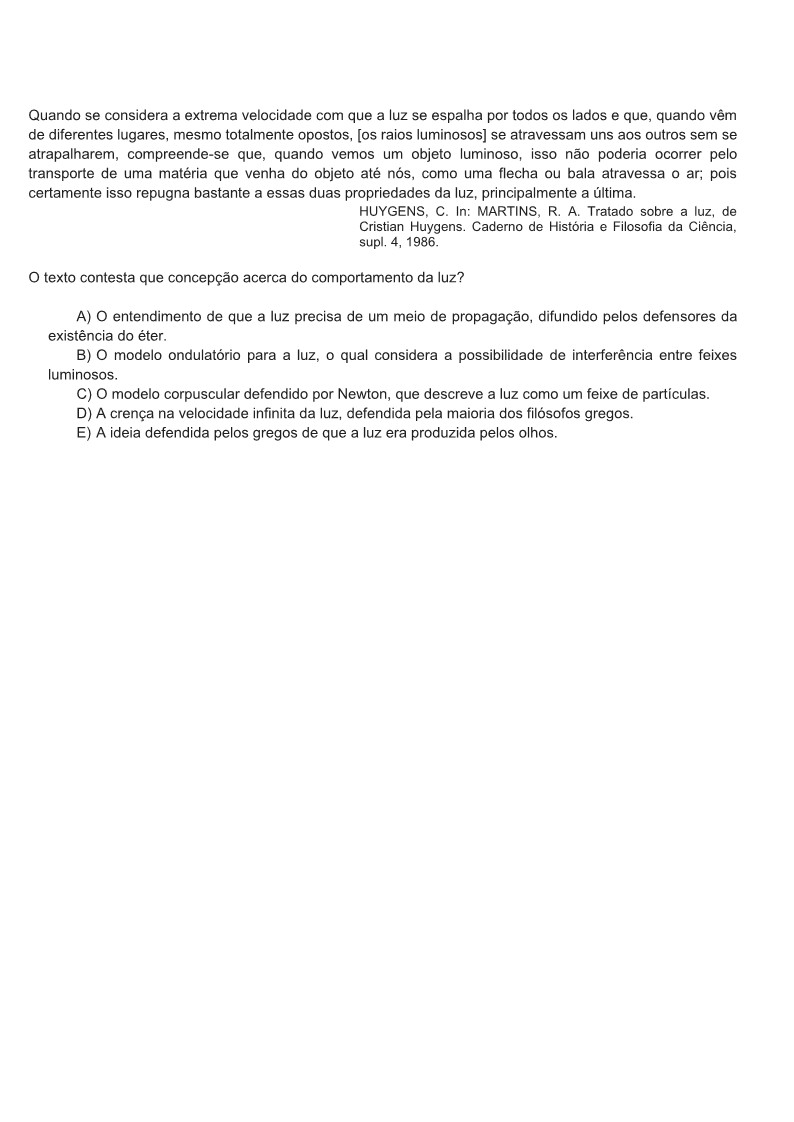 Quando se considera a extrema velocidade com que a luz se espalha por todos os lados e que, quando vêm
de diferentes lugares, mesmo totalmente opostos, [os raios luminosos] se atravessam uns aos outros sem se
atrapalharem, compreende-se que, quando vemos um objeto luminoso, isso não poderia ocorrer pelo
transporte de uma matéria que venha do objeto até nós, como uma flecha ou bala atravessa o ar; pois
certamente isso repugna bastante a essas duas propriedades da luz, principalmente a última.
HUYGENS, C. In: MARTINS, R. A. Tratado sobre a luz, de
Cristian Huygens. Caderno de História e Filosofia da Ciência,
supl. 4, 1986.
O texto contesta que concepção acerca do comportamento da luz?
A) O entendimento de que a luz precisa de um meio de propagação, difundido pelos defensores da
existência do éter.
B) O modelo ondulatório para a luz, o qual considera a possibilidade de interferência entre feixes
luminosos.
C) O modelo corpuscular defendido por Newton, que descreve a luz como um feixe de partículas.
D) A crença na velocidade infinita da luz, defendida pela maioria dos filósofos gregos.
E) A ideia defendida pelos gregos de que a luz era produzida pelos olhos.